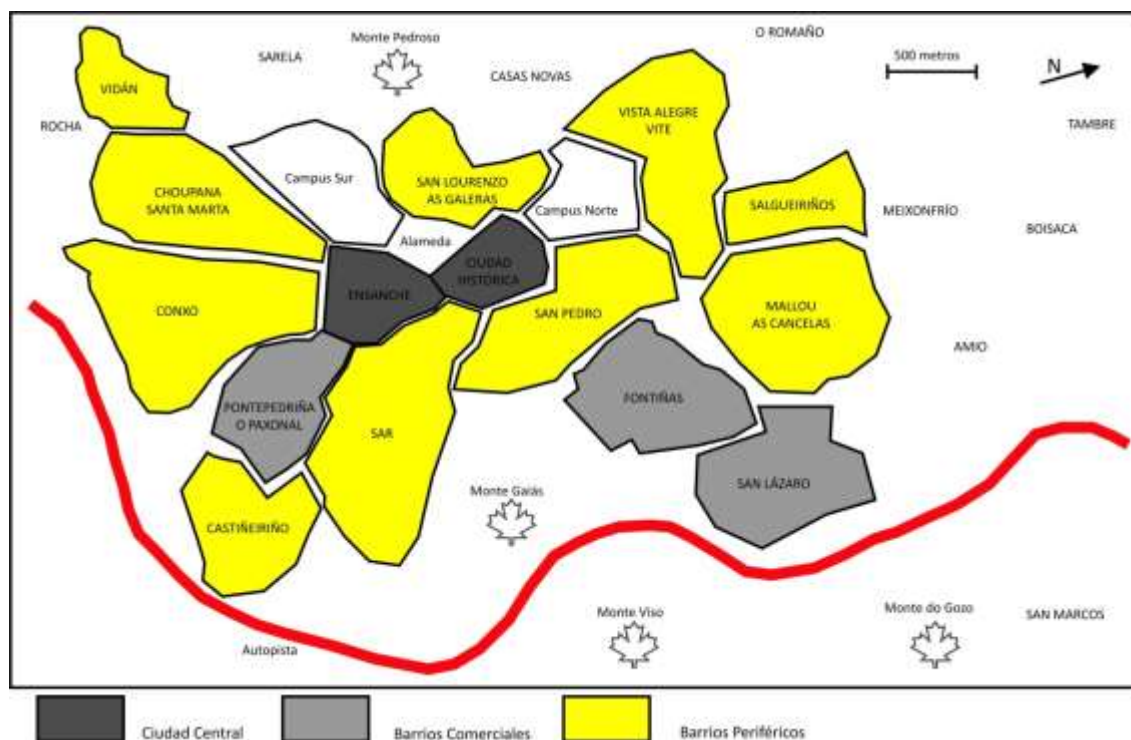 O ROMAÑO
Monte Pedroso
SARELA
500 metros
N
CASAS NOVAS
VIDÁN
VISTA ALEGRE
VITE
ROCHA
TAMBRE
Campus Sur
CHOUPANA
SANTA MARTA
SAN LOURENZO
AS GALERAS
Campus Norte
SALGUEIRIÑOS
MEIXONFRÍO
BOISACA
Alameda
CIUDAD
HISTÓRICA
ENSANCHE
CONXO
SAN PEDRO
MALLOU
AS CANCELAS
AMIO
FONTIÑAS
PONTEPEDRIÑA
O PAXONAL
SAR
SAN LÁZARO
Monte Gaiás
CASTIÑEIRIÑO
Monte Viso
Monte do Gozo
SAN MARCOS
Autopista
Ciudad Central
Barrios Comerciales
Barrios Periféricos